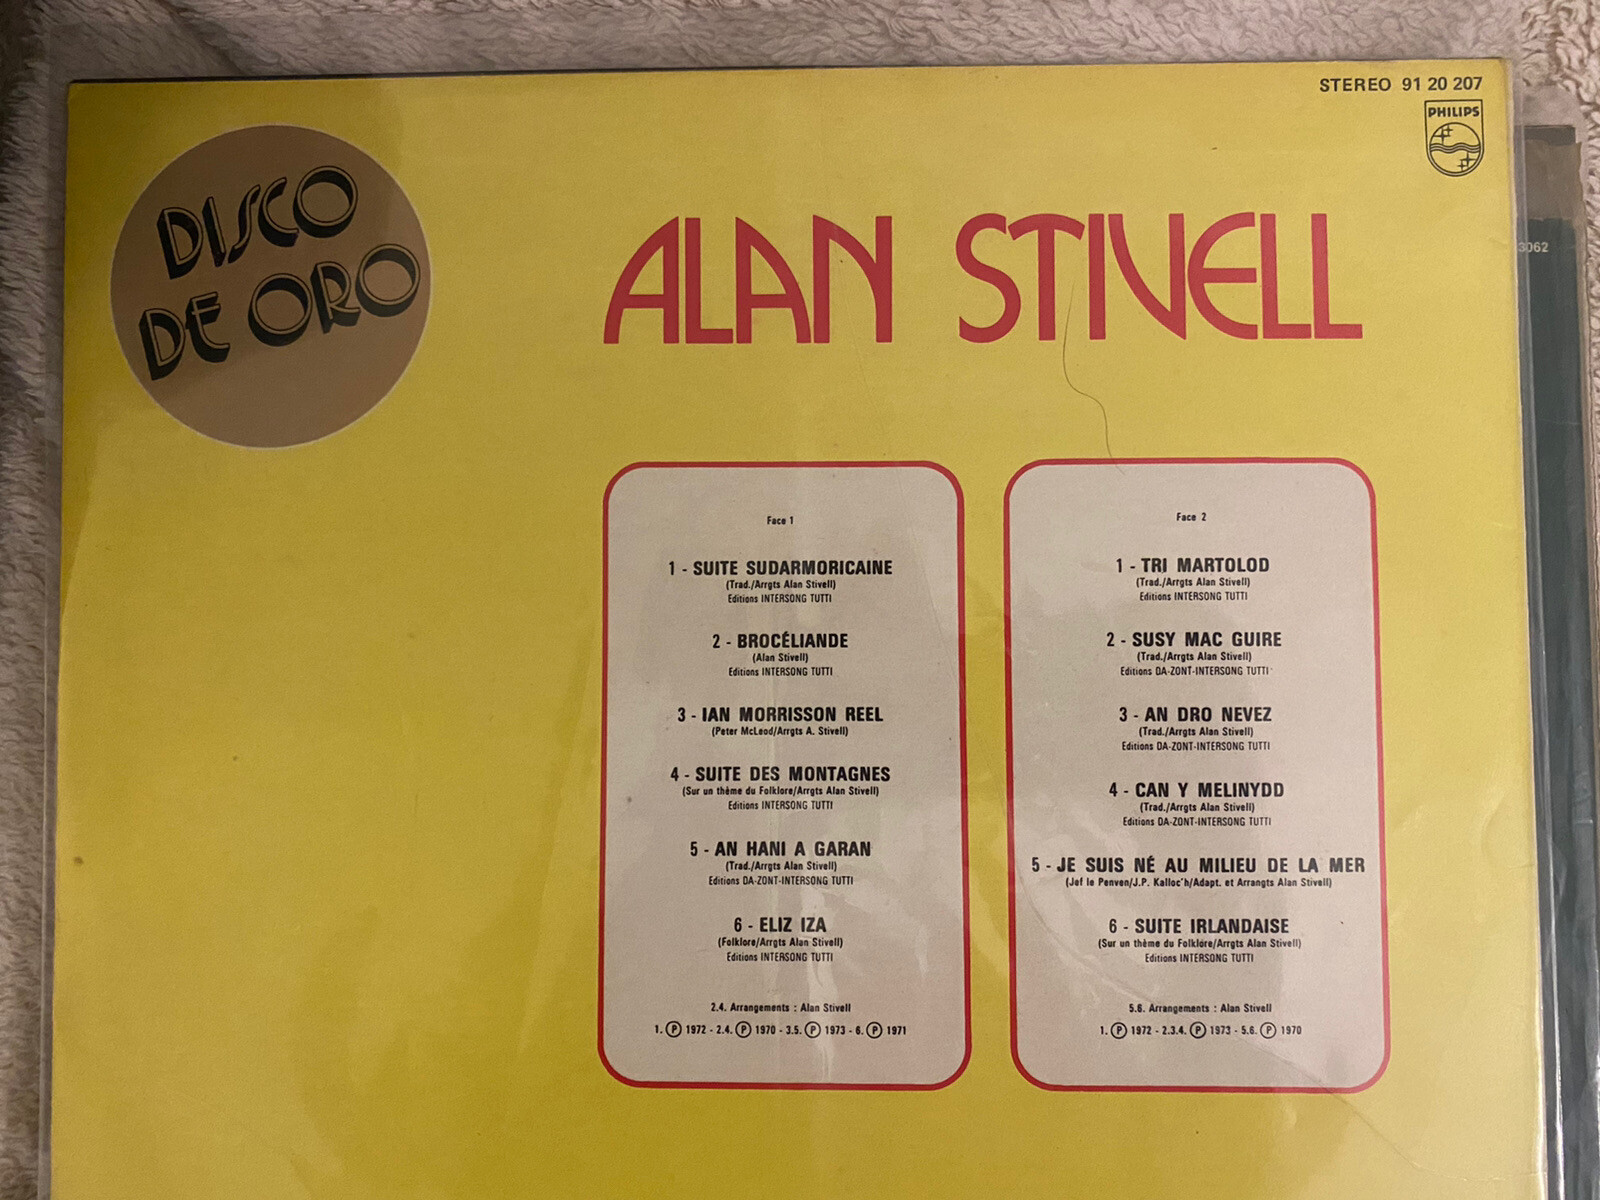 STEREO 91 20 207
PHILIPS
DISCO
DE ORO
ALAN STIVELL
Face 1
1 - SUITE SUDARMORICAINE
(Trad./Arrgts Alan Stivell)
Editions INTERSONG TUTTI
2 - BROCÉLIANDE
(Alan Stivell)
Editions INTERSONG TUTTI
3 - IAN MORRISSON REEL
(Peter McLeod/Arrgts A. Stivell)
4 - SUITE DES MONTAGNES
(Sur un thème du Folklore/Arrgts Alan Stivell)
Editions INTERSONG TUTTI
5 - AN HANI A GARAN
(Trad./Arrgts Alan Stivell)
Editions DA-ZONT-INTERSONG TUTTI
6 - ELIZ IZA
(Folklore/Arrgts Alan Stivell)
Editions INTERSONG TUTTI
2.4. Arrangements : Alan Stivell
1. Ⓟ 1972 - 2.4. Ⓟ 1970 - 3.5. Ⓟ 1973 - 6. Ⓟ 1971
Face 2
1 - TRI MARTOLOD
(Trad./Arrgts Alan Stivell)
Editions INTERSONG TUTTI
2 - SUSY MAC GUIRE
(Trad./Arrgts Alan Stivell)
Editions DA-ZONT-INTERSONG TUTTI
3 - AN DRO NEVEZ
(Trad./Arrgts Alan Stivell)
Editions DA-ZONT-INTERSONG TUTTI
4 - CAN Y MELINYDD
(Trad./Arrgts Alan Stivell)
Editions DA-ZONT-INTERSONG TUTTI
5 - JE SUIS NÉ AU MILIEU DE LA MER
(Jef le Penven/J.P. Kalloc'h/Adapt. et Arrangts Alan Stivell)
6 - SUITE IRLANDAISE
(Sur un thème du Folklore/Arrgts Alan Stivell)
Editions INTERSONG TUTTI
5.6. Arrangements : Alan Stivell
1. Ⓟ 1972 - 2.3.4. Ⓟ 1973 - 5.6. Ⓟ 1970
3062